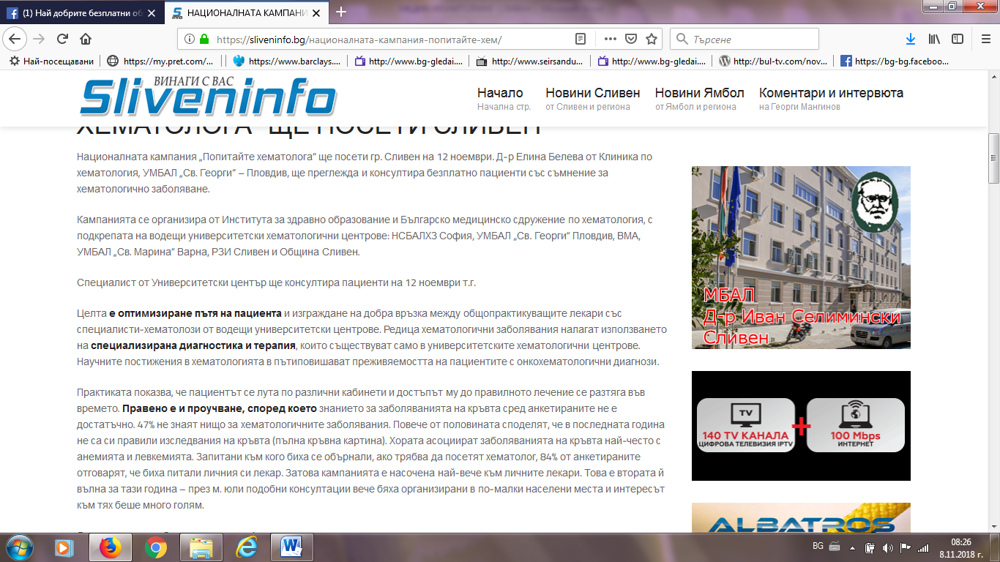 (1) Най добрите безплатни об
НАЦИОНАЛНАТА КАМПАНИ
https://sliveninfo.bg/националната-кампания-попитайте-хем/
Търсене
Най-посещавани
https://my.pret.com/...
https://www.barclays....
http://www.bg-gledai....
http://www.seirsandu...
http://www.bg-gledai....
http://bul-tv.com/nov...
https://bg-bg.faceboo...
ВИНАГИ С ВАС
Sliveninfo
Начало
Начална стр.
Новини Сливен
от Сливен и региона
Новини Ямбол
от Ямбол и региона
Коментари и интервюта
на Георги Мангинов
ХЕМАТОЛОГА" ЩЕ ПОСЕТИ СЛИВЕН
Националната кампания „Попитайте хематолога" ще посети гр. Сливен на 12 ноември. Д-р Елина Белева от Клиника по
хематология, УМБАЛ „Св. Георги" – Пловдив, ще преглежда и консултира безплатно пациенти със съмнение за
хематологично заболяване.
Кампанията се организира от Института за здравно образование и Българско медицинско сдружение по хематология, с
подкрепата на водещи университетски хематологични центрове: НСБАЛХЗ София, УМБАЛ „Св. Георги" Пловдив, ВМА,
УМБАЛ „Св. Марина" Варна, РЗИ Сливен и Община Сливен.
Специалист от Университетски център ще консултира пациенти на 12 ноември т.г.
Целта е оптимизиране пътя на пациента и изграждане на добра връзка между общопрактикуващите лекари със
специалисти-хематолози от водещи университетски центрове. Редица хематологични заболявания налагат използването
на специализирана диагностика и терапия, които съществуват само в университетските хематологични центрове.
Научните постижения в хематологията в пътиповишават преживяемостта на пациентите с онкохематологични диагнози.
Практиката показва, че пациентът се лута по различни кабинети и достъпът му до правилното лечение се разтяга във
времето. Правено е и проучване, според което знанието за заболяванията на кръвта сред анкетираните не е
достатъчно. 47% не знаят нищо за хематологичните заболявания. Повече от половината споделят, че в последната година
не са си правили изследвания на кръвта (пълна кръвна картина). Хората асоциират заболяванията на кръвта най-често с
анемията и левкемията. Запитани към кого биха се обърнали, ако трябва да посетят хематолог, 84% от анкетираните
отговарят, че биха питали личния си лекар. Затова кампанията е насочена най-вече към личните лекари. Това е втората й
вълна за тази година – през м. юли подобни консултации вече бяха организирани в по-малки населени места и интересът
към тях беше много голям.
МБАЛ
Д-р Иван Селимински
Сливен
TV
140 TV КАНАЛА
ЦИФРОВА ТЕЛЕВИЗИЯ IPTV
+
100 Mbps
ИНТЕРНЕТ
ALBATROS
BG
08:26
8.11.2018 г.